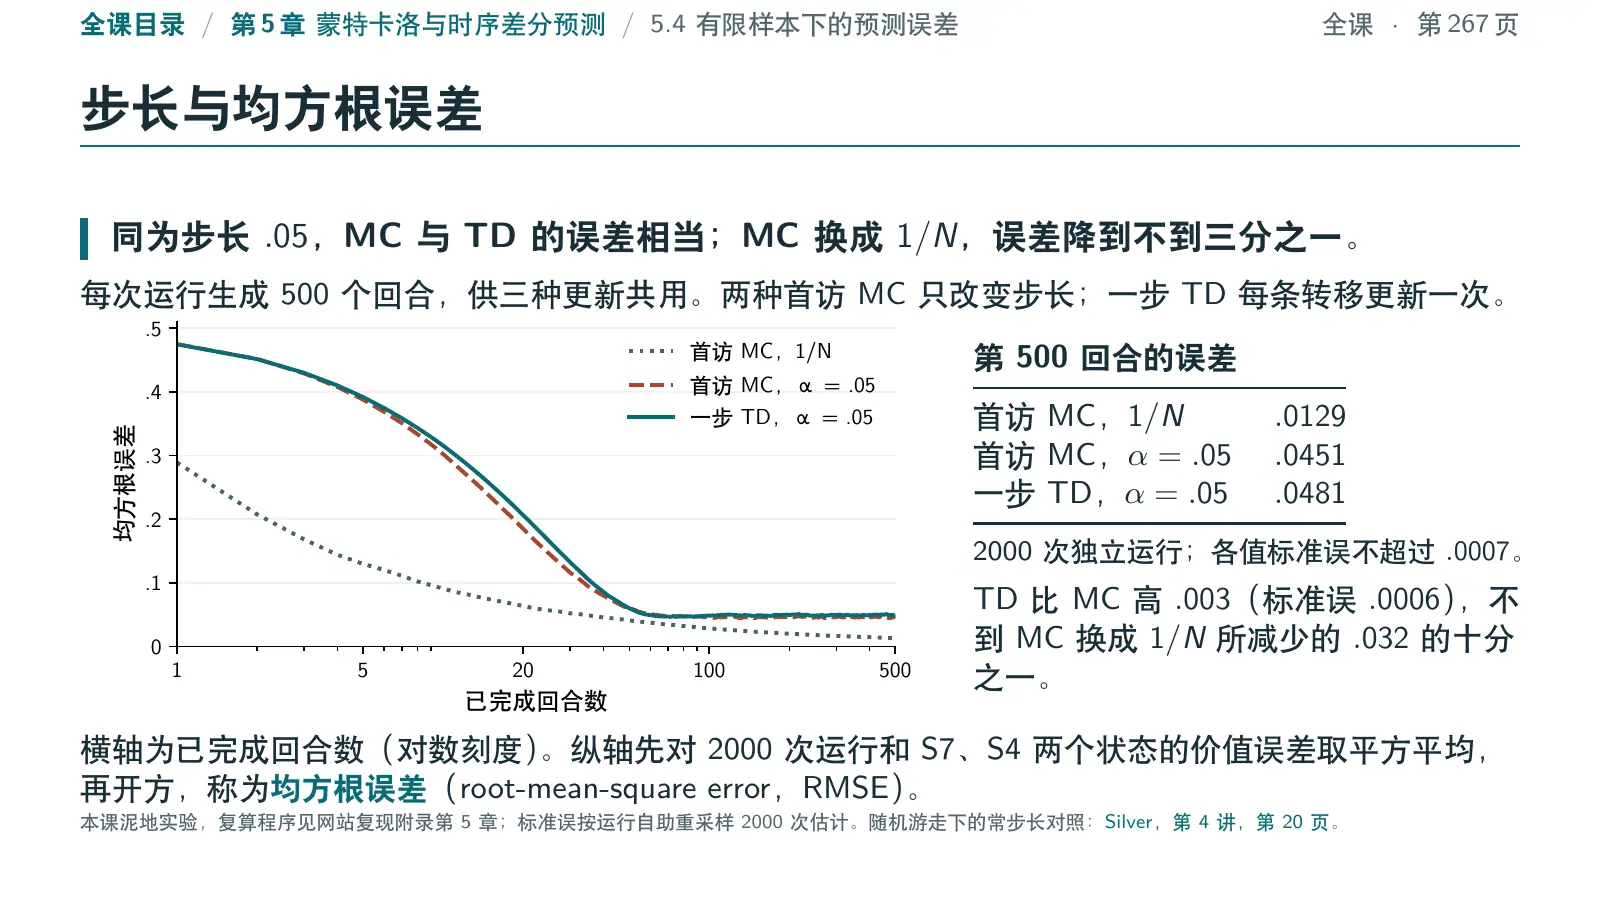 全课目录 / 第 5 章 蒙特卡洛与时序差分预测 / 5.4 有限样本下的预测误差
全课 · 第 267 页
步长与均方根误差
同为步长 .05，MC 与 TD 的误差相当；MC 换成 1/N，误差降到不到三分之一。
每次运行生成 500 个回合，供三种更新共用。两种首访 MC 只改变步长；一步 TD 每条转移更新一次。
均方根误差
.5
.4
.3
.2
.1
0
1
5
20
100
500
已完成回合数
首访 MC，1/N
首访 MC，α = .05
一步 TD，α = .05
第 500 回合的误差
首访 MC，1/N .0129
首访 MC，α = .05 .0451
一步 TD，α = .05 .0481
2000 次独立运行；各值标准误不超过 .0007。
TD 比 MC 高 .003（标准误 .0006），不
到 MC 换成 1/N 所减少的 .032 的十分
之一。
横轴为已完成回合数（对数刻度）。纵轴先对 2000 次运行和 S7、S4 两个状态的价值误差取平方平均，
再开方，称为均方根误差（root-mean-square error，RMSE）。
本课泥地实验，复算程序见网站复现附录第 5 章；标准误按运行自助重采样 2000 次估计。随机游走下的常步长对照：Silver，第 4 讲，第 20 页。